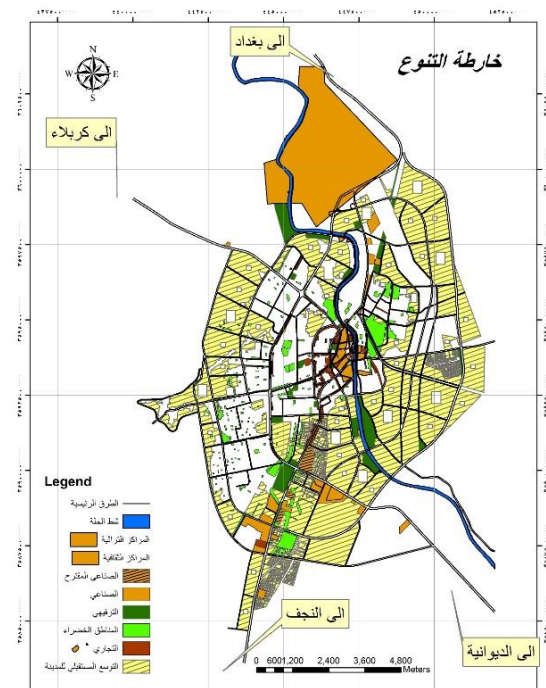 خارطة التنوع
الى بغداد
N
W E
S
الى كربلاء
Legend
الطرق الرئيسية
شط الحلة
المراكز التراثية
المراكز الثقافية
الصناعي المقترح
الصناعي
الترفيهي
المناطق الخضراء
التجاري
التوسع المستقبلي للمدينة
الى النجف
الى الديوانية
0 600 1,200 2,400 3,600 4,800
Meters